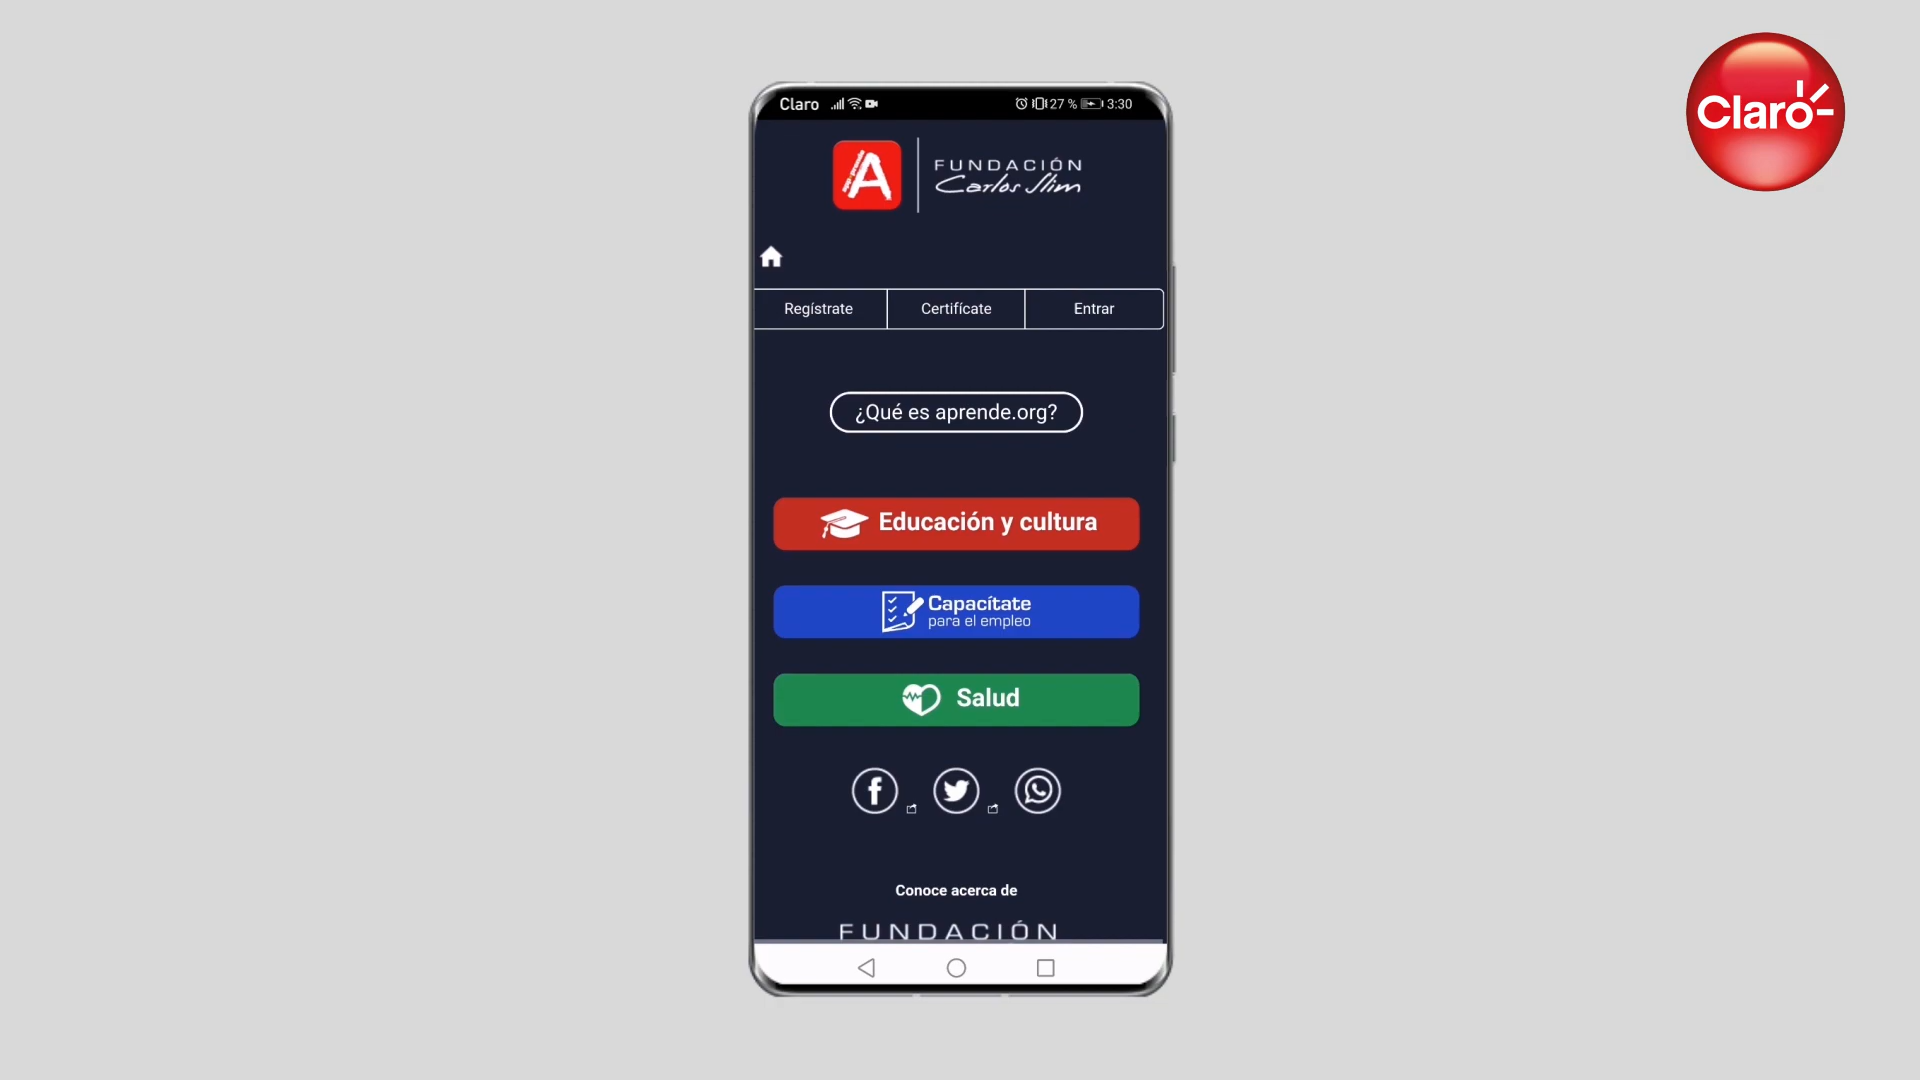 Claro
Claro 27 % 3:30
A FUNDACIÓN
Carlos Slim
Regístrate Certifícate Entrar
¿Qué es aprende.org?
Educación y cultura
Capacítate
para el empleo
Salud
Conoce acerca de
FUNDACIÓN